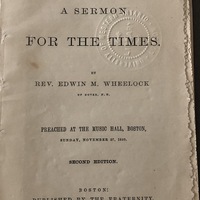 A SERMON
FOR THE TIMES.
BY
REV. EDWIN M. WHEELOCK
OF DOVER, N. H.
PREACHED AT THE MUSIC HALL, BOSTON,
SUNDAY, NOVEMBER 27, 1859.
SECOND EDITION.
BOSTON:
PUBLISHED BY THE FRATERNITY.